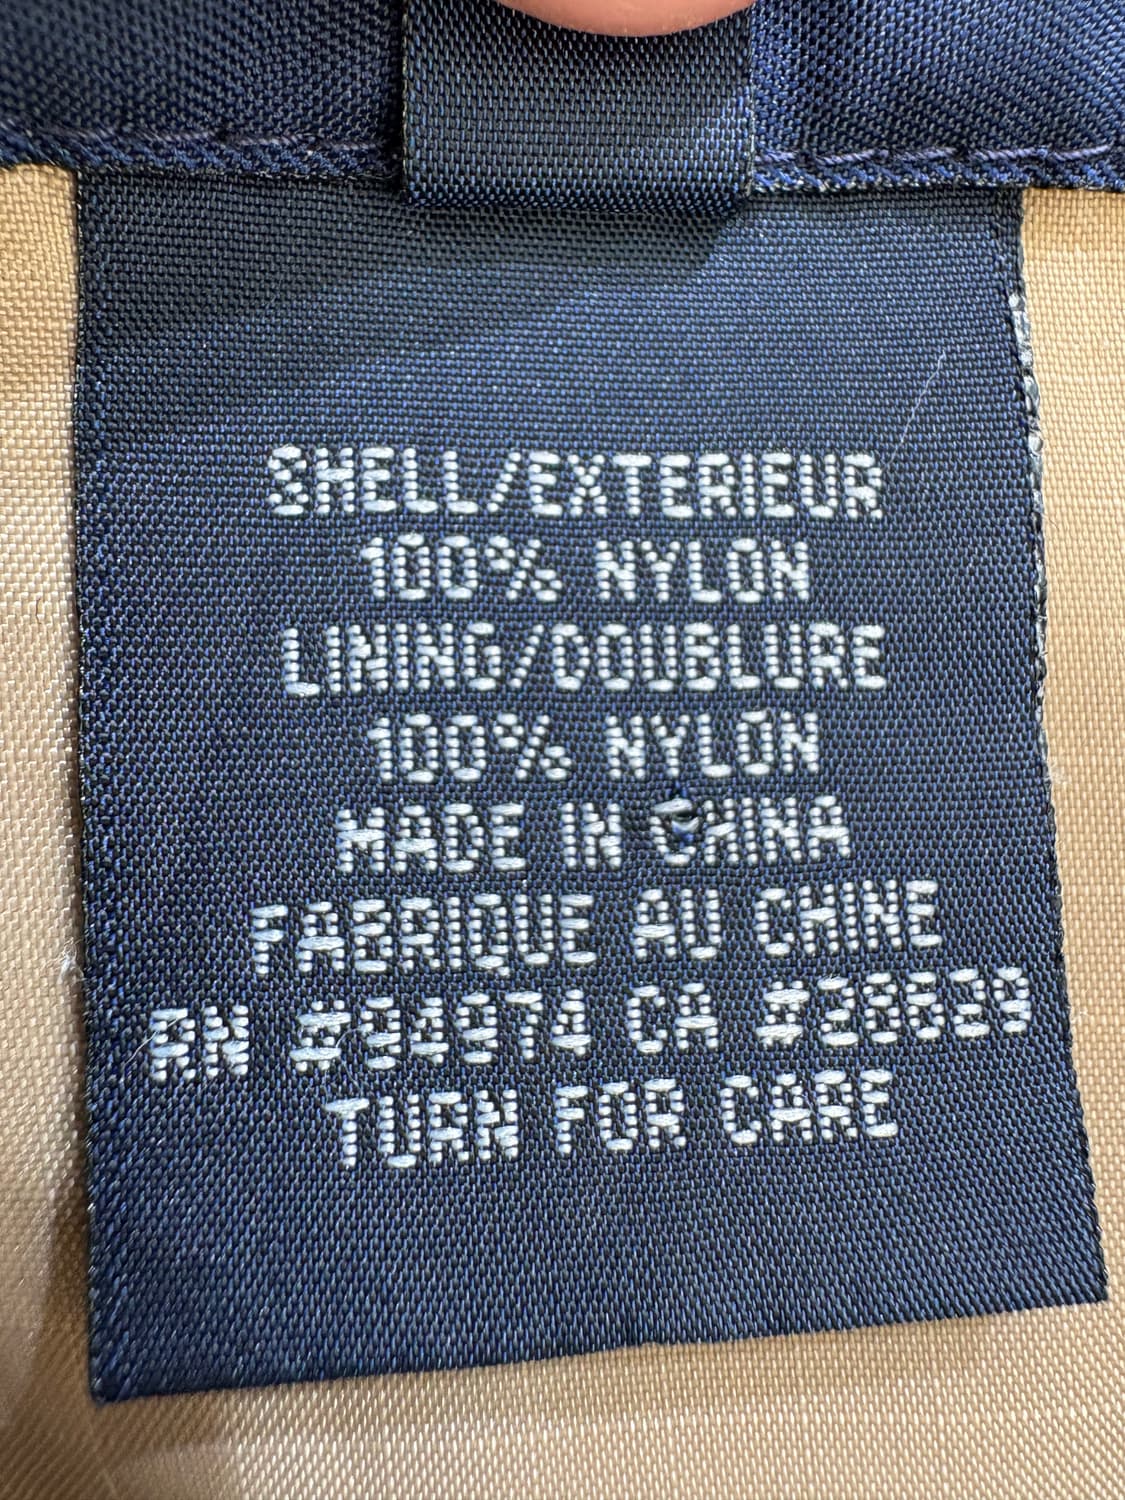 SHELL/EXTERIEUR
100% NYLON
LINING/DOUBLURE
100% NYLON
MADE IN CHINA
FABRIQUE AU CHINE
RN #94974 CA #28639
TURN FOR CARE